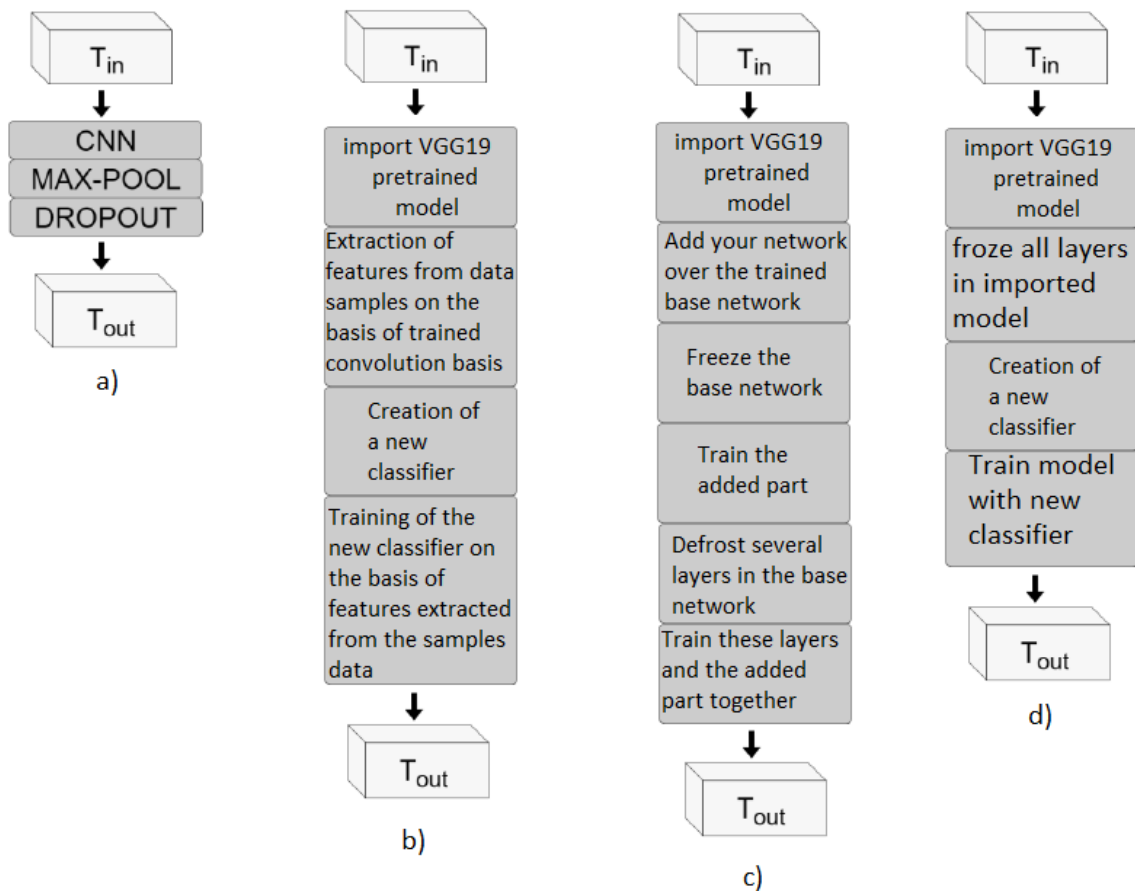 T_in
CNN
MAX-POOL
DROPOUT
T_out
a)
T_in
import VGG19
pretrained
model
Extraction of
features from data
samples on the
basis of trained
convolution basis
Creation of
a new
classifier
Training of the
new classifier on
the basis of
features extracted
from the samples
data
T_out
b)
T_in
import VGG19
pretrained
model
Add your network
over the trained
base network
Freeze the
base network
Train the
added part
Defrost several
layers in the base
network
Train these layers
and the added
part together
T_out
c)
T_in
import VGG19
pretrained
model
froze all layers
in imported
model
Creation of
a new
classifier
Train model
with new
classifier
T_out
d)